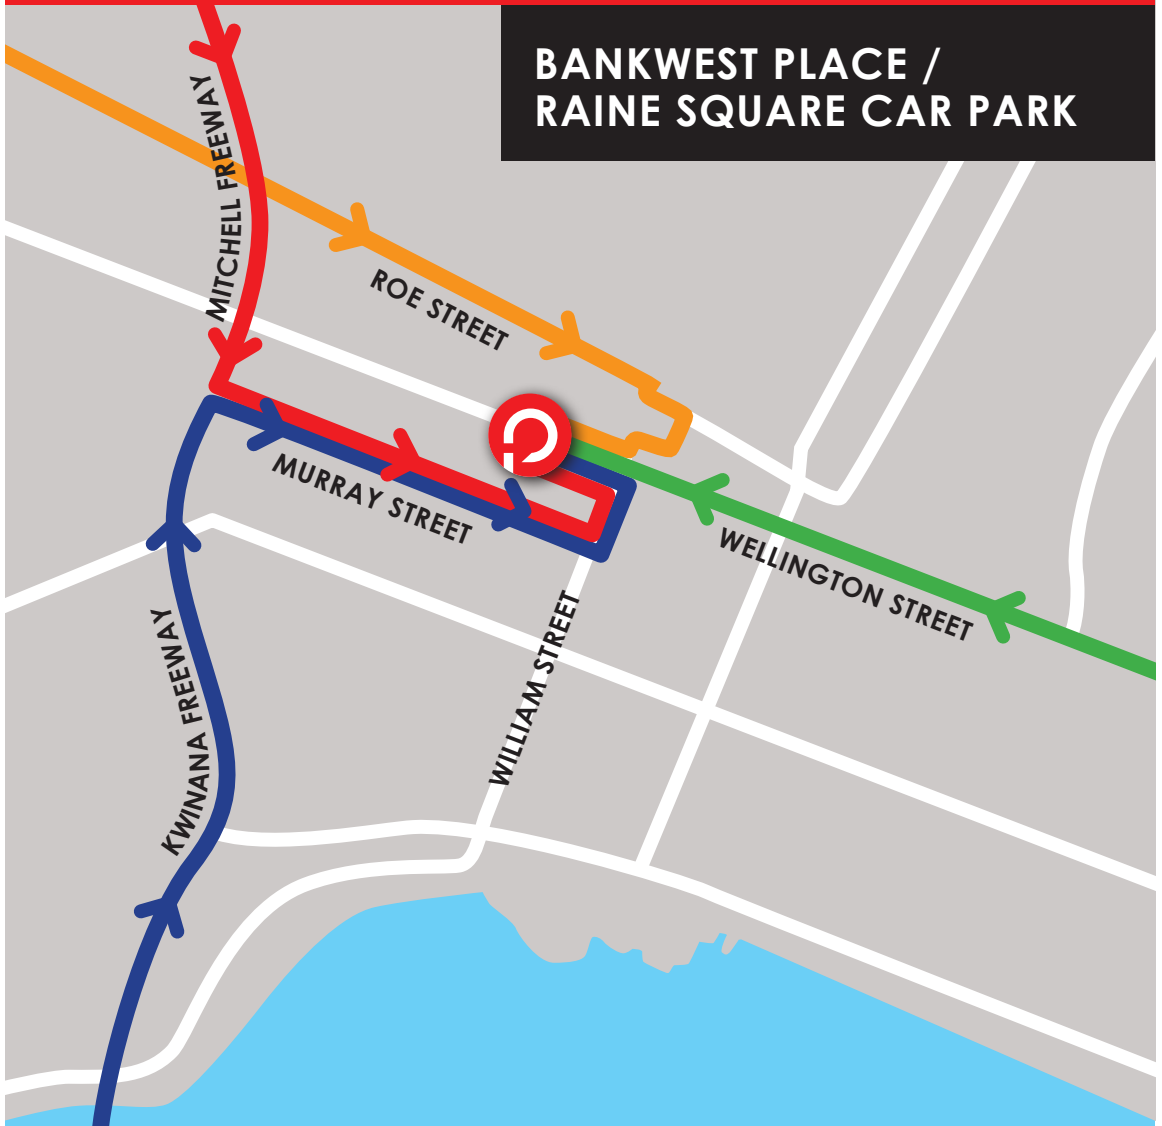 BANKWEST PLACE /
RAINE SQUARE CAR PARK
MITCHELL FREEWAY
ROE STREET
MURRAY STREET
WELLINGTON STREET
WILLIAM STREET
KWINANA FREEWAY